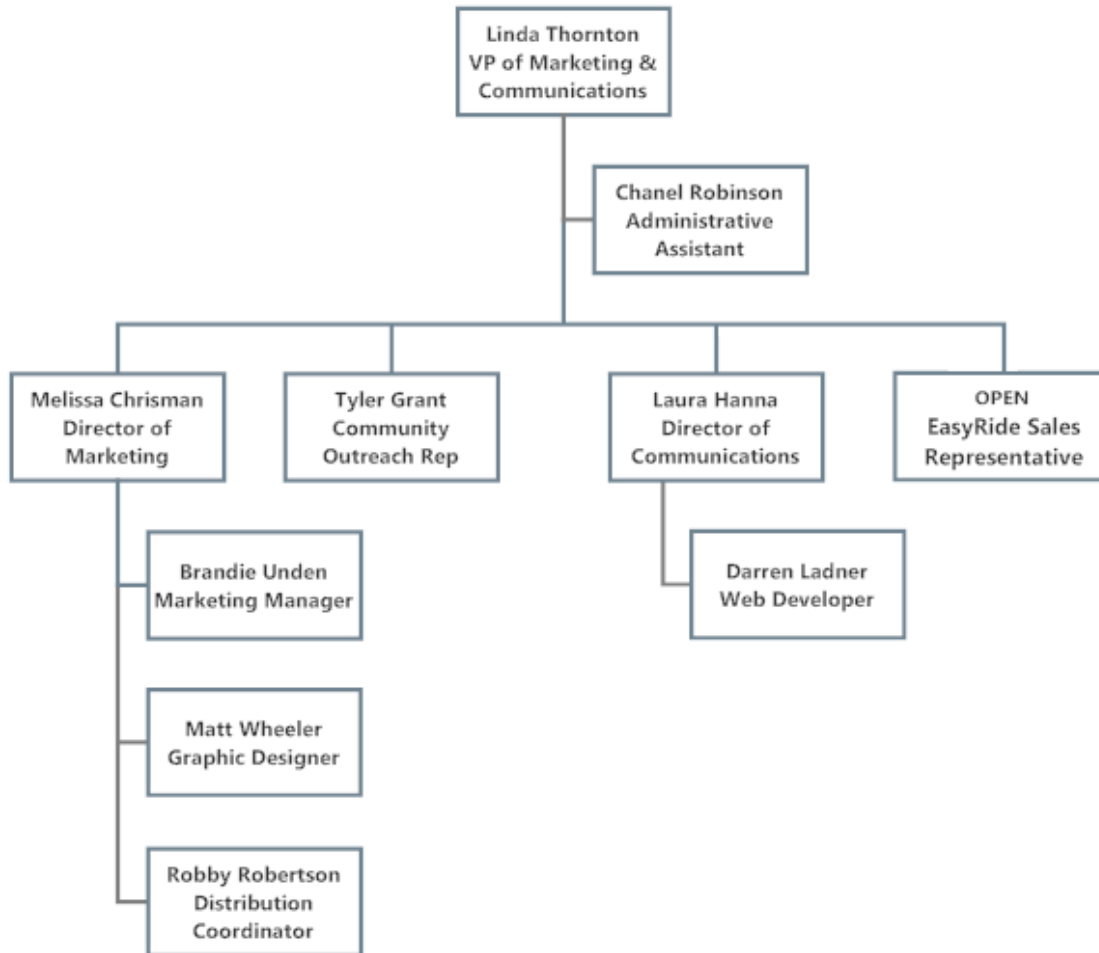 Linda Thornton
VP of Marketing &
Communications
Chanel Robinson
Administrative
Assistant
Melissa Chrisman
Director of
Marketing
Tyler Grant
Community
Outreach Rep
Laura Hanna
Director of
Communications
OPEN
EasyRide Sales
Representative
Brandie Unden
Marketing Manager
Darren Ladner
Web Developer
Matt Wheeler
Graphic Designer
Robby Robertson
Distribution
Coordinator